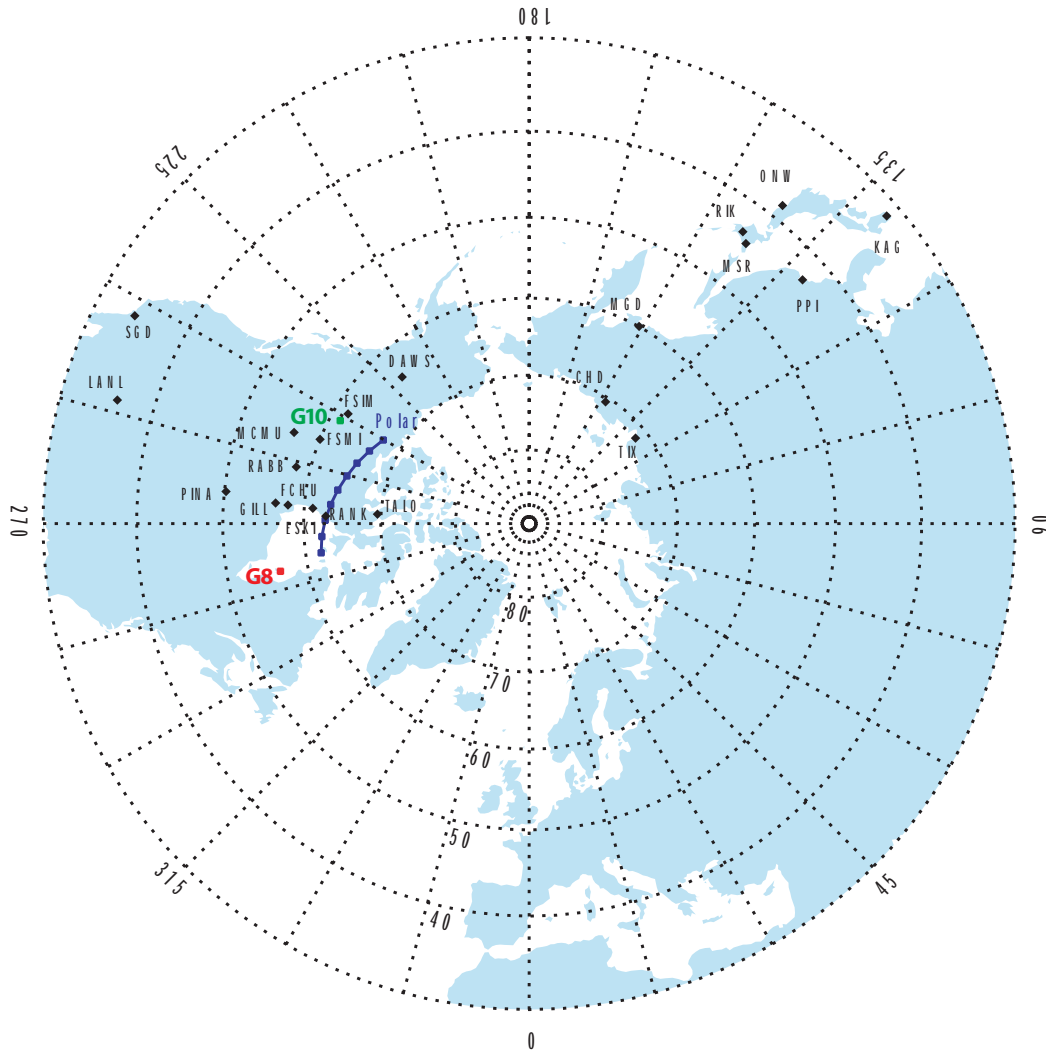 180
225
135
ONW
RIK
KAG
MSR
MGD
PPI
SGD
DAWS
CHD
LANL
FSIM
G10
Polar
MCMU
FSMI
TIX
RABB
PINA
FCHU
GILL
RANK
TALO
270
90
ESKI
G8
80
70
60
50
315
45
40
0